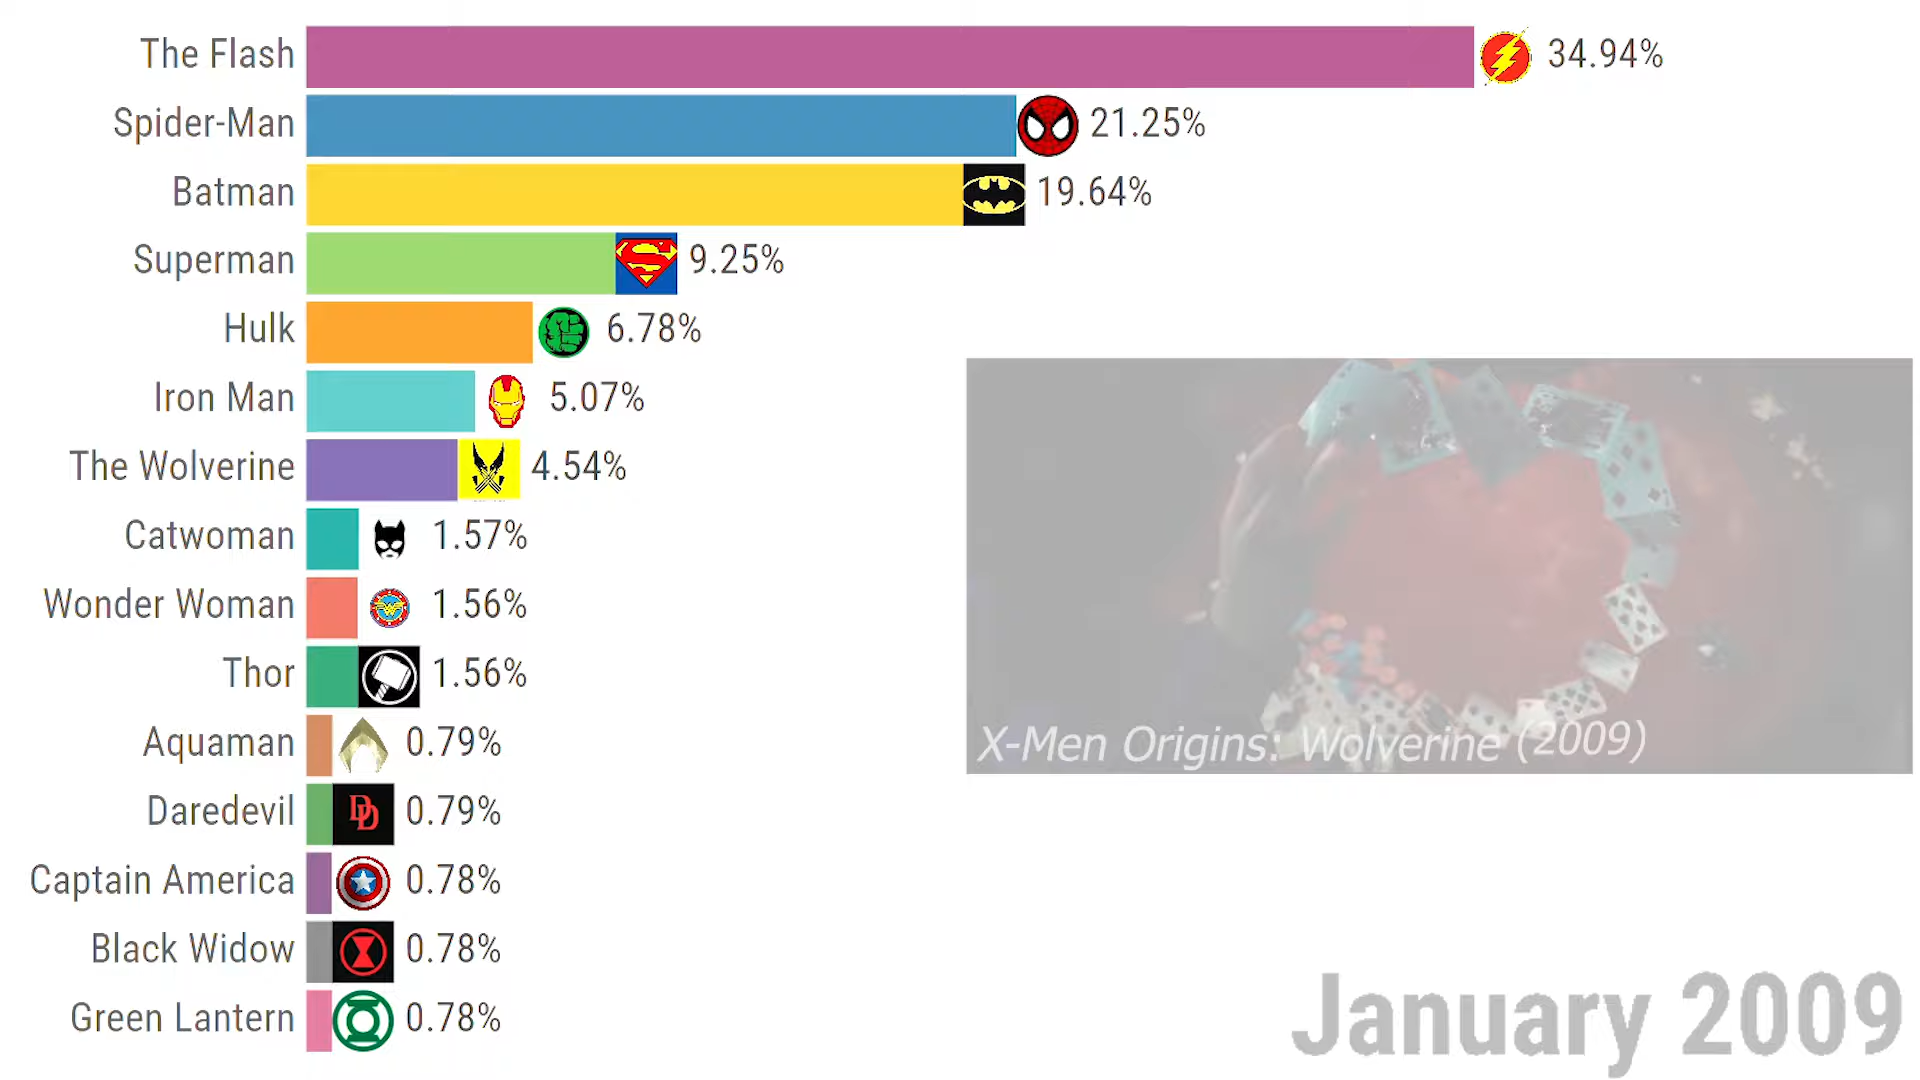 The Flash 34.94%
Spider-Man 21.25%
Batman 19.64%
Superman 9.25%
Hulk 6.78%
Iron Man 5.07%
The Wolverine 4.54%
Catwoman 1.57%
Wonder Woman 1.56%
Thor 1.56%
Aquaman 0.79%
Daredevil DD 0.79%
Captain America 0.78%
Black Widow 0.78%
Green Lantern 0.78%
X-Men Origins: Wolverine (2009)
January 2009